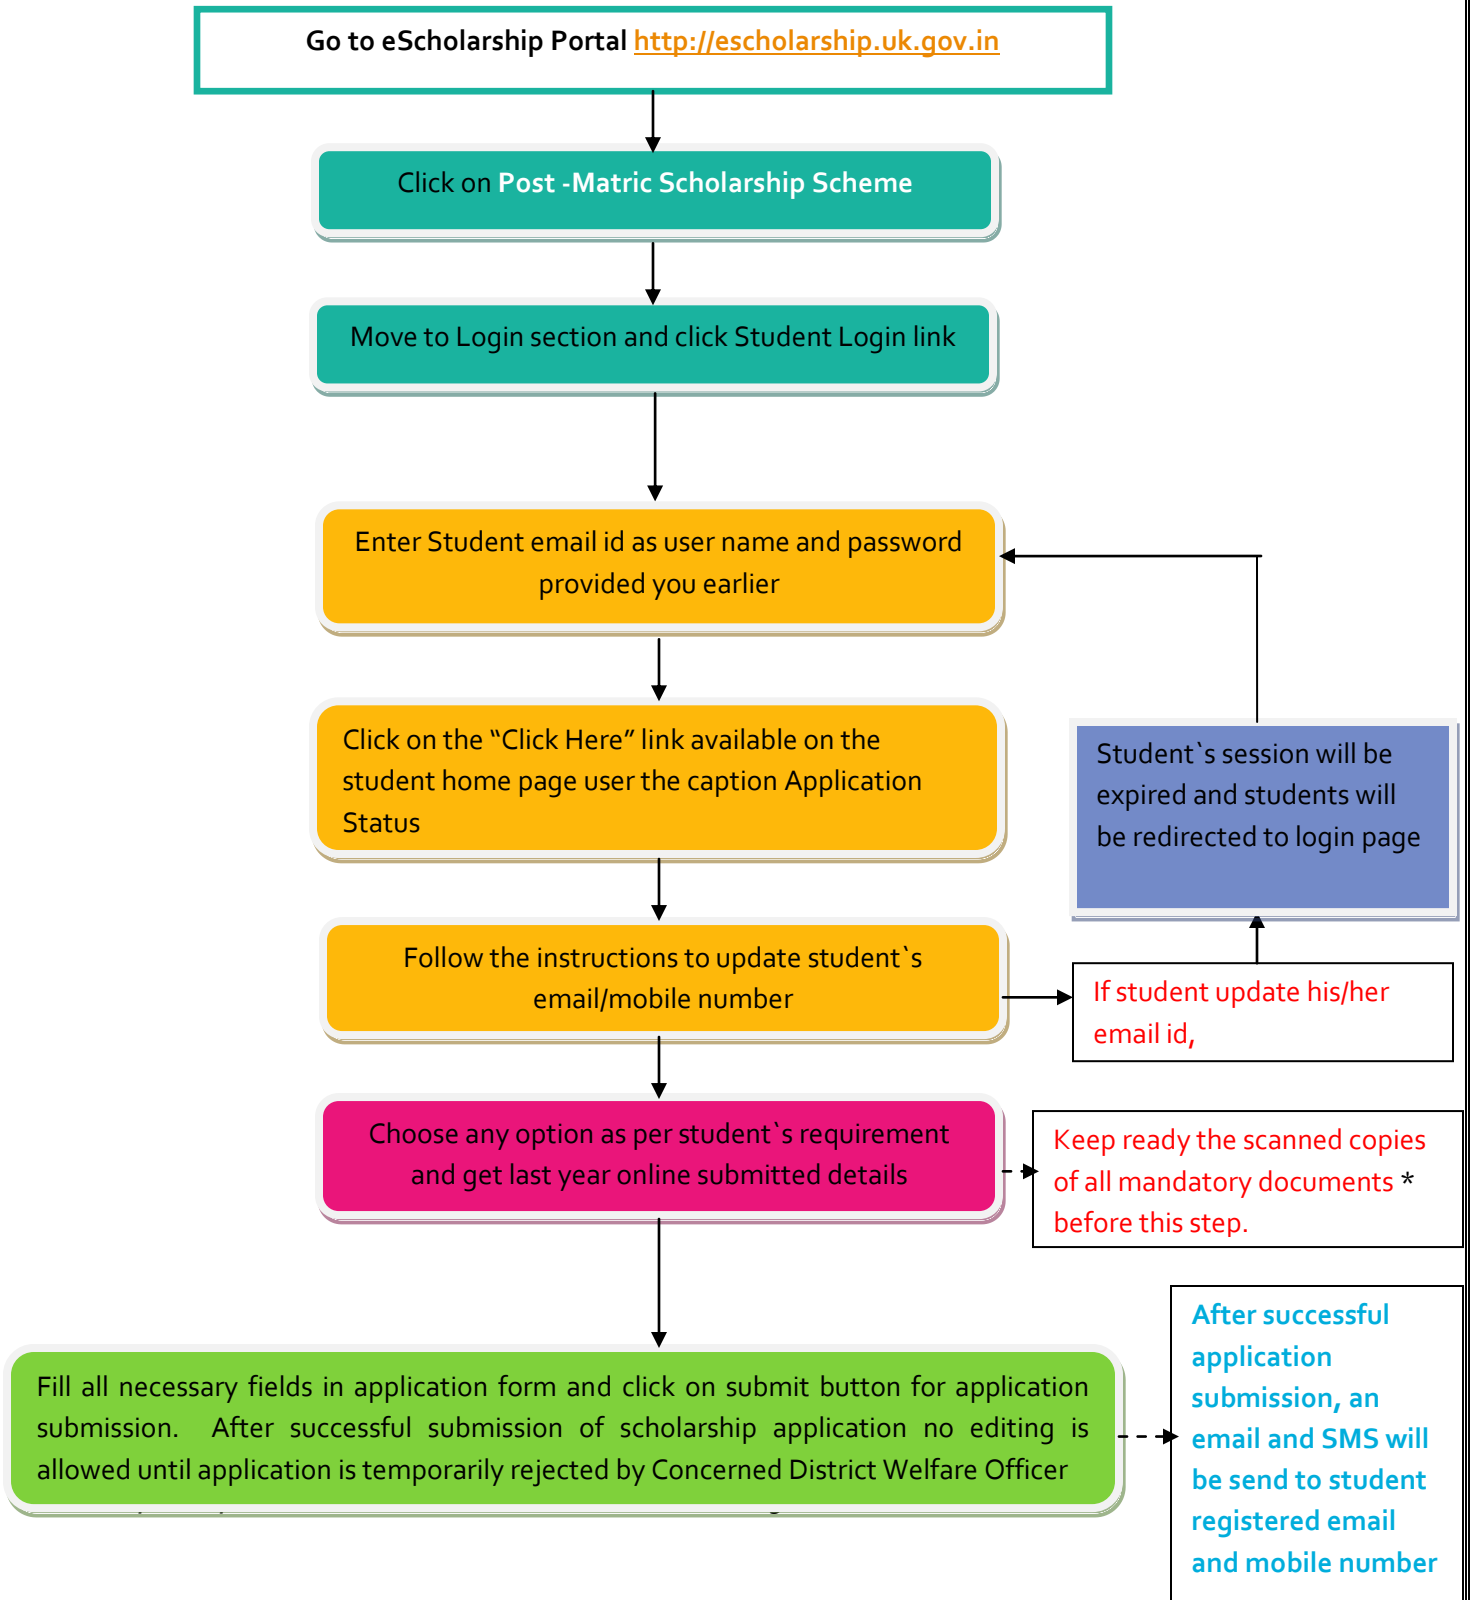 Go to eScholarship Portal http://escholarship.uk.gov.in
Click on Post -Matric Scholarship Scheme
Move to Login section and click Student Login link
Enter Student email id as user name and password
provided you earlier
Click on the “Click Here” link available on the
student home page user the caption Application
Status
Student`s session will be
expired and students will
be redirected to login page
Follow the instructions to update student`s
email/mobile number
If student update his/her
email id,
Choose any option as per student`s requirement
and get last year online submitted details
Keep ready the scanned copies
of all mandatory documents *
before this step.
Fill all necessary fields in application form and click on submit button for application
submission. After successful submission of scholarship application no editing is
allowed until application is temporarily rejected by Concerned District Welfare Officer
After successful
application
submission, an
email and SMS will
be send to student
registered email
and mobile number